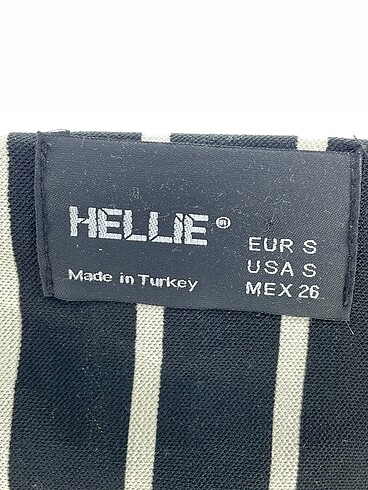 HELLIE®
EUR S
USA S
Made in Turkey
MEX 26